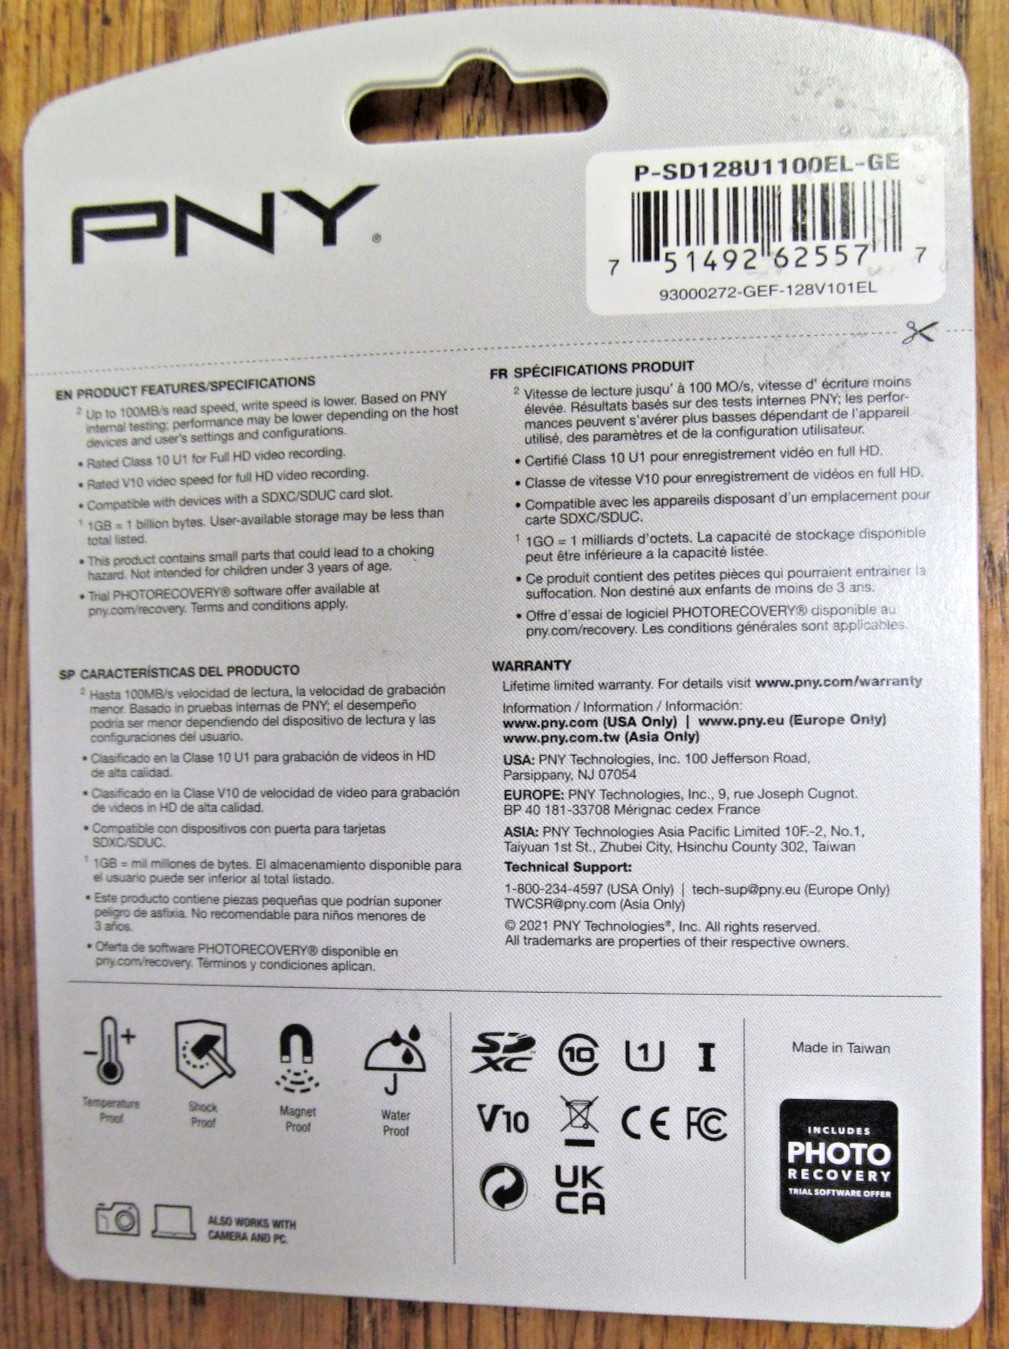 PNY®
P-SD128U1100EL-GE
7 51492 62557 7
93000272-GEF-128V101EL
EN PRODUCT FEATURES/SPECIFICATIONS
² Up to 100MB/s read speed, write speed is lower. Based on PNY
internal testing; performance may be lower depending on the host
devices and user's settings and configurations.
• Rated Class 10 U1 for Full HD video recording.
• Rated V10 video speed for full HD video recording.
• Compatible with devices with a SDXC/SDUC card slot.
¹ 1GB = 1 billion bytes. User-available storage may be less than
total listed.
• This product contains small parts that could lead to a choking
hazard. Not intended for children under 3 years of age.
• Trial PHOTORECOVERY® software offer available at
pny.com/recovery. Terms and conditions apply.
FR SPÉCIFICATIONS PRODUIT
² Vitesse de lecture jusqu' à 100 MO/s, vitesse d' écriture moins
élevée. Résultats basés sur des tests internes PNY; les perfor-
mances peuvent s'avérer plus basses dépendant de l'appareil
utilisé, des paramètres et de la configuration utilisateur.
• Certifié Class 10 U1 pour enregistrement vidéo en full HD.
• Classe de vitesse V10 pour enregistrement de vidéos en full HD.
• Compatible avec les appareils disposant d'un emplacement pour
carte SDXC/SDUC.
¹ 1GO = 1 milliards d'octets. La capacité de stockage disponible
peut être inférieure a la capacité listée.
• Ce produit contient des petites pièces qui pourraient entrainer la
suffocation. Non destiné aux enfants de moins de 3 ans.
• Offre d'essai de logiciel PHOTORECOVERY® disponible au
pny.com/recovery. Les conditions générales sont applicables.
SP CARACTERÍSTICAS DEL PRODUCTO
² Hasta 100MB/s velocidad de lectura, la velocidad de grabación
menor. Basado in pruebas internas de PNY; el desempeño
podria ser menor dependiendo del dispositivo de lectura y las
configuraciones del usuario.
• Clasificado en la Clase 10 U1 para grabación de videos in HD
de alta calidad.
• Clasificado en la Clase V10 de velocidad de video para grabación
de videos in HD de alta calidad.
• Compatible con dispositivos con puerta para tarjetas
SDXC/SDUC.
¹ 1GB = mil millones de bytes. El almacenamiento disponible para
el usuario puede ser inferior al total listado.
• Este producto contiene piezas pequeñas que podrían suponer
peligro de asfixia. No recomendable para niños menores de
3 años.
• Oferta de software PHOTORECOVERY® disponible en
pny.com/recovery. Términos y condiciones aplican.
WARRANTY
Lifetime limited warranty. For details visit www.pny.com/warranty
Information / Information / Información:
www.pny.com (USA Only) | www.pny.eu (Europe Only)
www.pny.com.tw (Asia Only)
USA: PNY Technologies, Inc. 100 Jefferson Road,
Parsippany, NJ 07054
EUROPE: PNY Technologies, Inc., 9, rue Joseph Cugnot.
BP 40 181-33708 Mérignac cedex France
ASIA: PNY Technologies Asia Pacific Limited 10F.-2, No.1,
Taiyuan 1st St., Zhubei City, Hsinchu County 302, Taiwan
Technical Support:
1-800-234-4597 (USA Only) | tech-sup@pny.eu (Europe Only)
TWCSR@pny.com (Asia Only)
© 2021 PNY Technologies®, Inc. All rights reserved.
All trademarks are properties of their respective owners.
Temperature
Proof
Shock
Proof
Magnet
Proof
Water
Proof
ALSO WORKS WITH
CAMERA AND PC.
SD XC 10 1 I
V10 CE FC
UK
CA
Made in Taiwan
INCLUDES
PHOTO
RECOVERY
TRIAL SOFTWARE OFFER